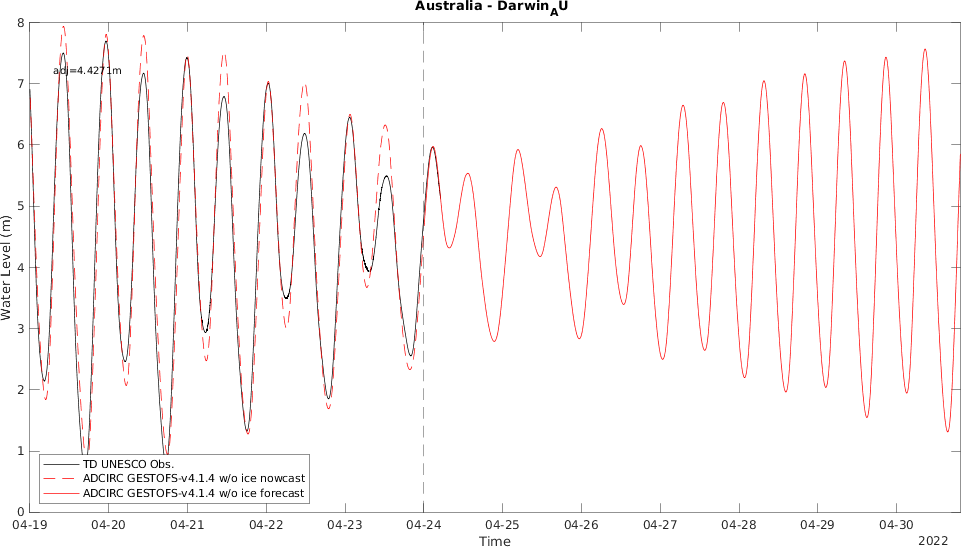 Australia - Darwin_AU
adj=4.4271m
Water Level (m)
8
7
6
5
4
3
2
1
0
TD UNESCO Obs.
ADCIRC GESTOFS-v4.1.4 w/o ice nowcast
ADCIRC GESTOFS-v4.1.4 w/o ice forecast
04-19 04-20 04-21 04-22 04-23 04-24 04-25 04-26 04-27 04-28 04-29 04-30
Time
2022